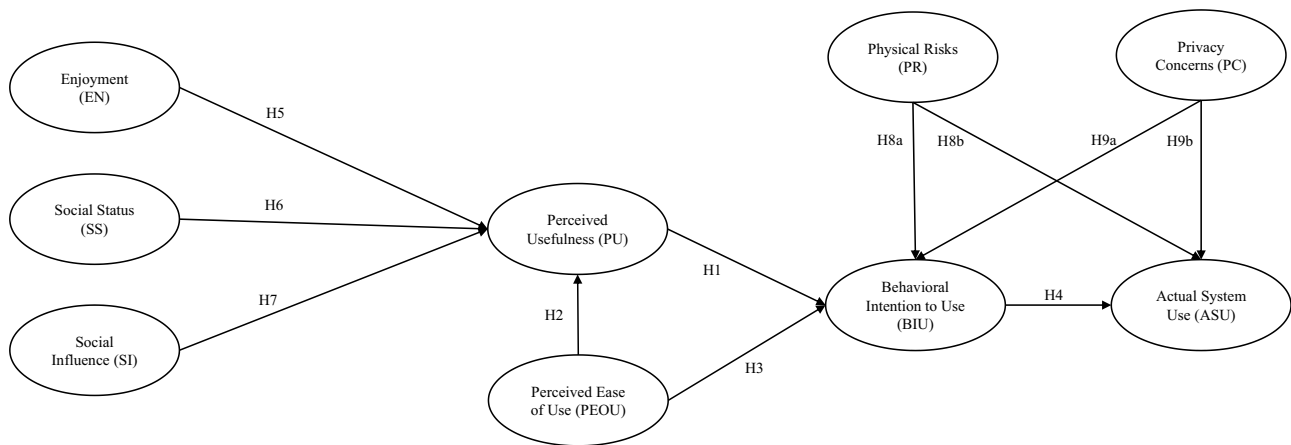 Enjoyment
(EN)
Social Status
(SS)
Social
Influence (SI)
H5
H6
H7
Perceived
Usefulness (PU)
H2
Perceived Ease
of Use (PEOU)
H1
H3
Physical Risks
(PR)
Privacy
Concerns (PC)
H8a
H8b
H9a
H9b
Behavioral
Intention to Use
(BIU)
H4
Actual System
Use (ASU)